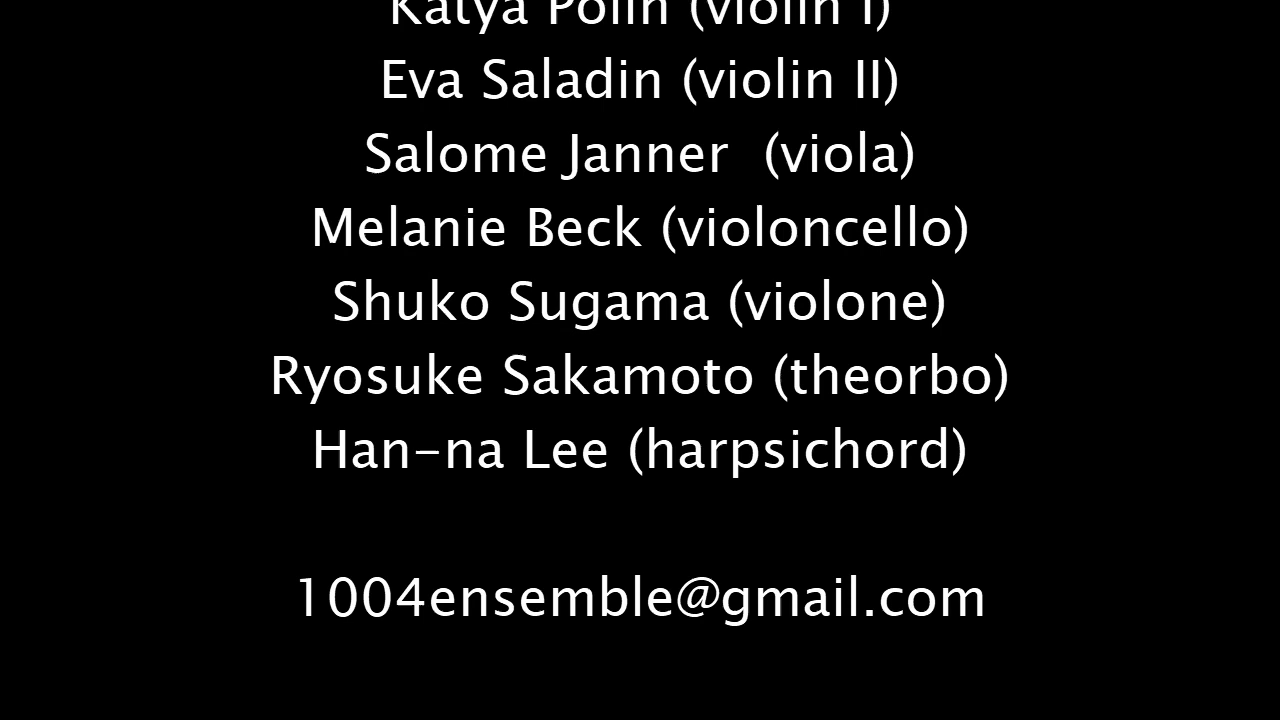 Katya Polin (violin I)
Eva Saladin (violin II)
Salome Janner  (viola)
Melanie Beck (violoncello)
Shuko Sugama (violone)
Ryosuke Sakamoto (theorbo)
Han-na Lee (harpsichord)
1004ensemble@gmail.com